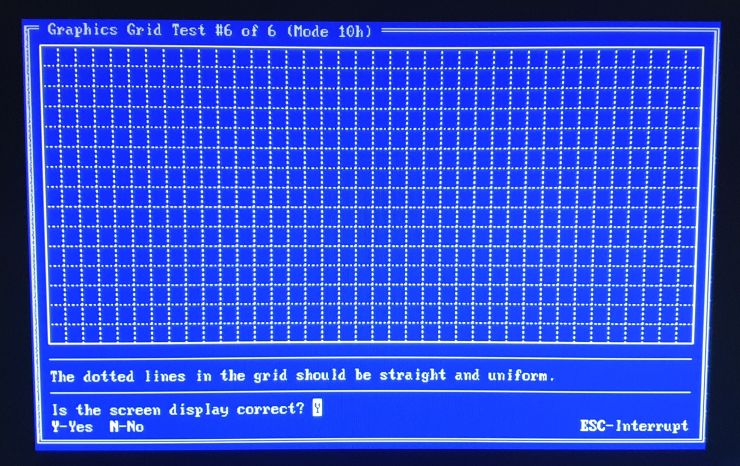 Graphics Grid Test #6 of 6 (Mode 10h)
The dotted lines in the grid should be straight and uniform.
Is the screen display correct? Y
Y-Yes N-No
ESC-Interrupt